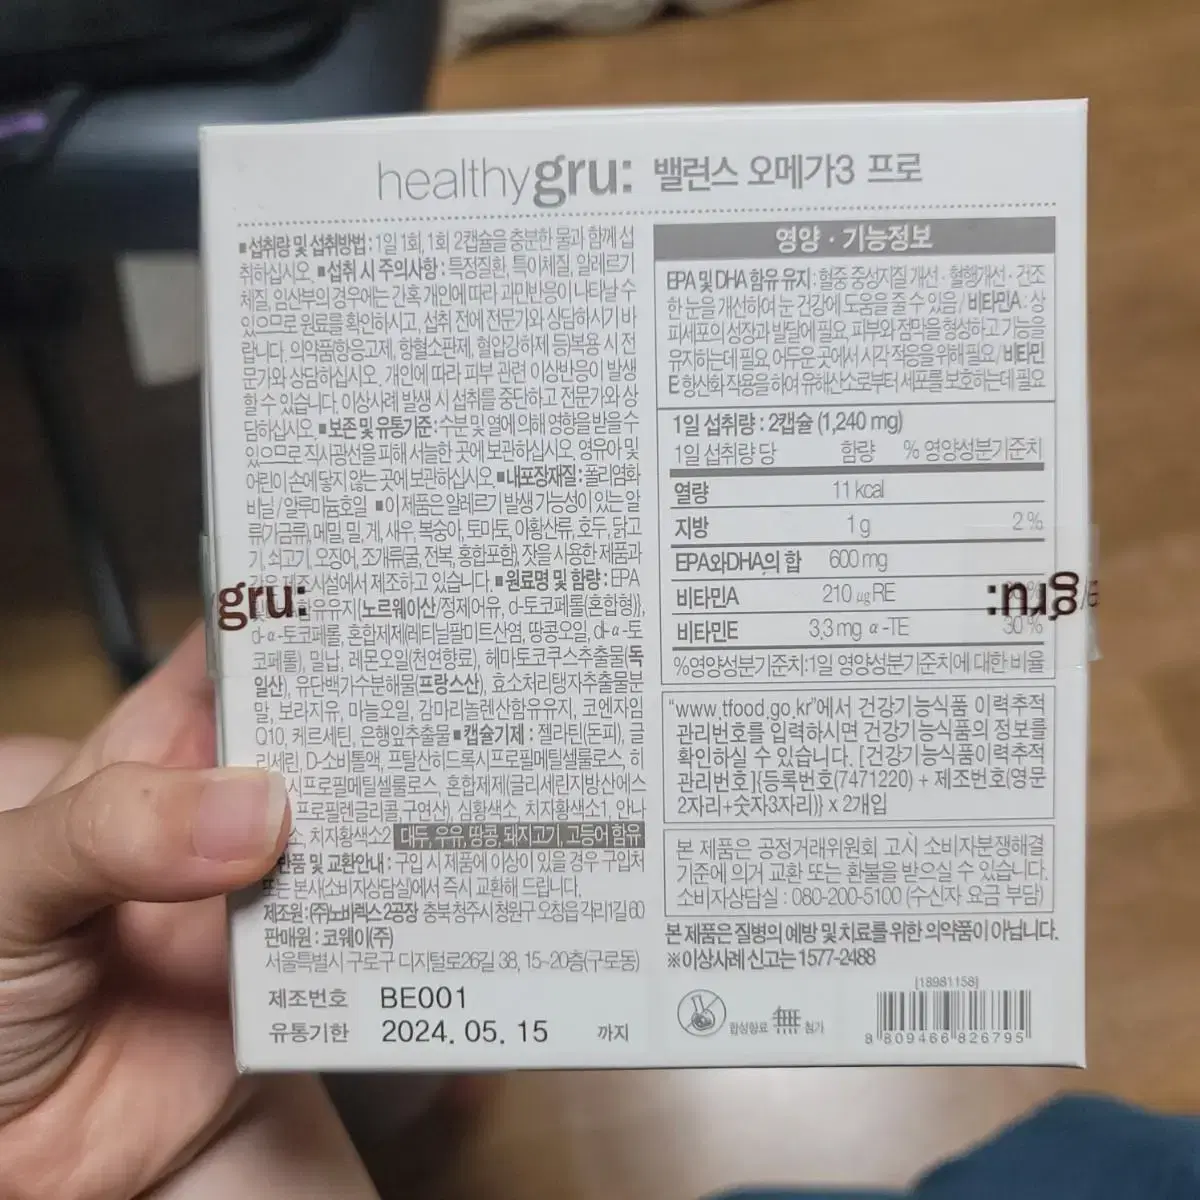 healthygru: 밸런스 오메가3 프로
■섭취량 및 섭취방법 : 1일 1회, 1회 2캡슐을 충분한 물과 함께 섭
취하십시오. ■섭취 시 주의사항 : 특정질환, 특이체질, 알레르기
체질, 임산부의 경우에는 간혹 개인에 따라 과민반응이 나타날 수
있으므로 원료를 확인하시고, 섭취 전에 전문가와 상담하시기 바
랍니다. 의약품(항응고제, 항혈소판제, 혈압강하제 등)복용 시 전
문가와 상담하십시오. 개인에 따라 피부 관련 이상반응이 발생
할 수 있습니다. 이상사례 발생 시 섭취를 중단하고 전문가와 상
담하십시오. ■보존 및 유통기준 : 수분 및 열에 의해 영향을 받을 수
있으므로 직사광선을 피해 서늘한 곳에 보관하십시오. 영유아 및
어린이 손에 닿지 않는 곳에 보관하십시오. ■내포장재질 : 폴리염화
비닐 / 알루미늄호일 ■이 제품은 알레르기 발생 가능성이 있는 알
류(가금류), 메밀, 밀, 게, 새우, 복숭아, 토마토, 아황산류, 호두, 닭고
기, 쇠고기, 오징어, 조개류(굴, 전복, 홍합포함), 잣을 사용한 제품과
같은 제조시설에서 제조하고 있습니다. ■원료명 및 함량 : EPA
함유유지{노르웨이산/정제어유, d-토코페롤(혼합형)},
d-α-토코페롤, 혼합제제(레티닐팔미트산염, 땅콩오일, d-α-토
코페롤), 밀납, 레몬오일(천연향료), 헤마토코쿠스추출물(독
일산), 유단백가수분해물(프랑스산), 효소처리탱자추출물분
말, 보라지유, 마늘오일, 감마리놀렌산함유유지, 코엔자임
Q10, 케르세틴, 은행잎추출물 ■캡슐기제 : 젤라틴(돈피), 글
리세린, D-소비톨액, 프탈산히드록시프로필메틸셀룰로스, 히
시프로필메틸셀룰로스, 혼합제제(글리세린지방산에스
프로필렌글리콜,구연산), 심황색소, 치자황색소1, 안나
소, 치자황색소2 대두, 우유, 땅콩, 돼지고기, 고등어 함유
반품 및 교환안내 : 구입 시 제품에 이상이 있을 경우 구입처
또는 본사 소비자상담실에서 즉시 교환해 드립니다.
제조원 : (주)노바렉스 2공장 충북 청주시 청원구 오창읍 각리1길 60
판매원 : 코웨이(주)
서울특별시 구로구 디지털로26길 38, 15~20층(구로동)
제조번호 BE001
유통기한 2024. 05. 15 까지
영양 · 기능정보
EPA 및 DHA 함유 유지 : 혈중 중성지질 개선 · 혈행개선 · 건조
한 눈을 개선하여 눈 건강에 도움을 줄 수 있음 / 비타민A : 상
피세포의 성장과 발달에 필요, 피부와 점막을 형성하고 기능을
유지하는데 필요, 어두운 곳에서 시각 적응을 위해 필요 / 비타민
E 항산화 작용을 하여 유해산소로부터 세포를 보호하는데 필요
1일 섭취량 : 2캡슐 (1,240 mg)
1일 섭취량 당 함량 % 영양성분기준치
열량 11 kcal
지방 1 g 2 %
EPA와DHA의 합 600 mg
비타민A 210 ㎍ RE
비타민E 3.3 mg α-TE 30 %
%영양성분기준치:1일 영양성분기준치에 대한 비율
"www.tfood.go.kr"에서 건강기능식품 이력추적
관리번호를 입력하시면 건강기능식품의 정보를
확인하실 수 있습니다. [건강기능식품이력추적
관리번호]{등록번호(7471220) + 제조번호(영문
2자리+숫자3자리)} x 2개입
본 제품은 공정거래위원회 고시 소비자분쟁해결
기준에 의거 교환 또는 환불을 받으실 수 있습니다.
소비자상담실 : 080-200-5100 (수신자 요금 부담)
본 제품은 질병의 예방 및 치료를 위한 의약품이 아닙니다.
※이상사례 신고는 1577-2488
합성향료 無 첨가
[18981158]
8 809466 826795
gru:
gru: